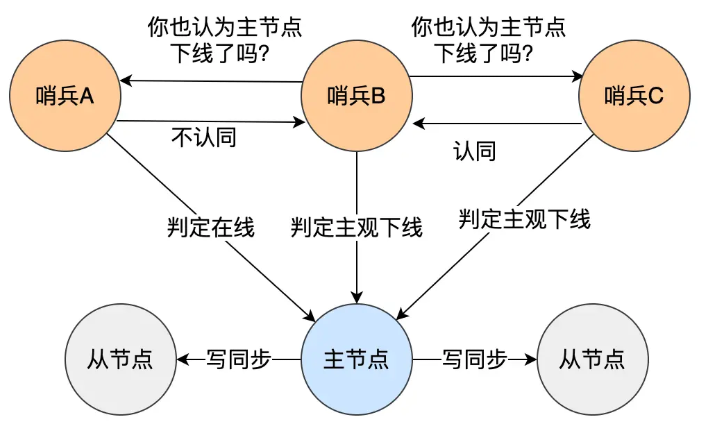 你也认为主节点
下线了吗？
你也认为主节点
下线了吗？
哨兵A
哨兵B
哨兵C
不认同
认同
判定在线
判定主观下线
判定主观下线
从节点
写同步
主节点
写同步
从节点